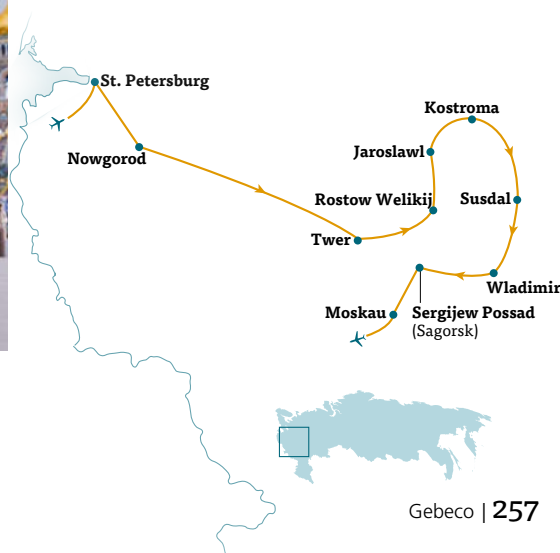 St. Petersburg
Kostroma
Nowgorod
Jaroslawl
Rostow Welikij
Susdal
Twer
Wladimir
Moskau
Sergijew Possad
(Sagorsk)
Gebeco | 257